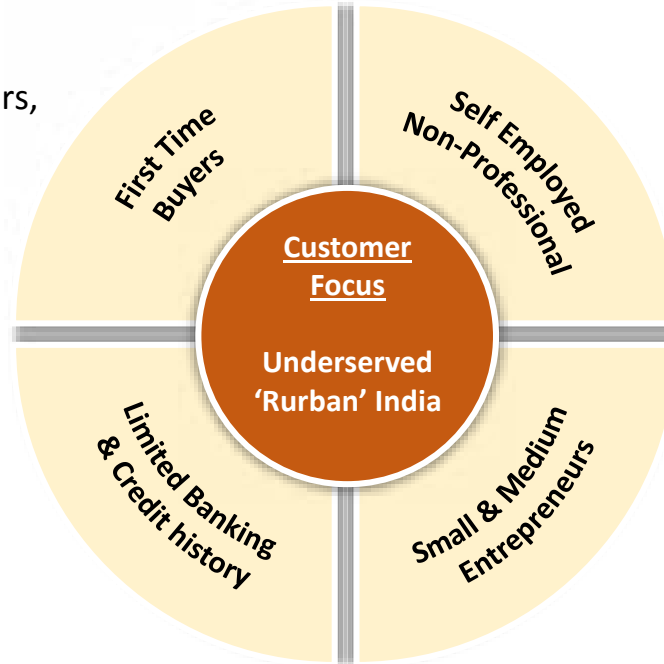 rs,
First Time
Buyers
Self Employed
Non-Professional
Customer
Focus
Underserved
‘Rurban’ India
Limited Banking
& Credit history
Small & Medium
Entrepreneurs